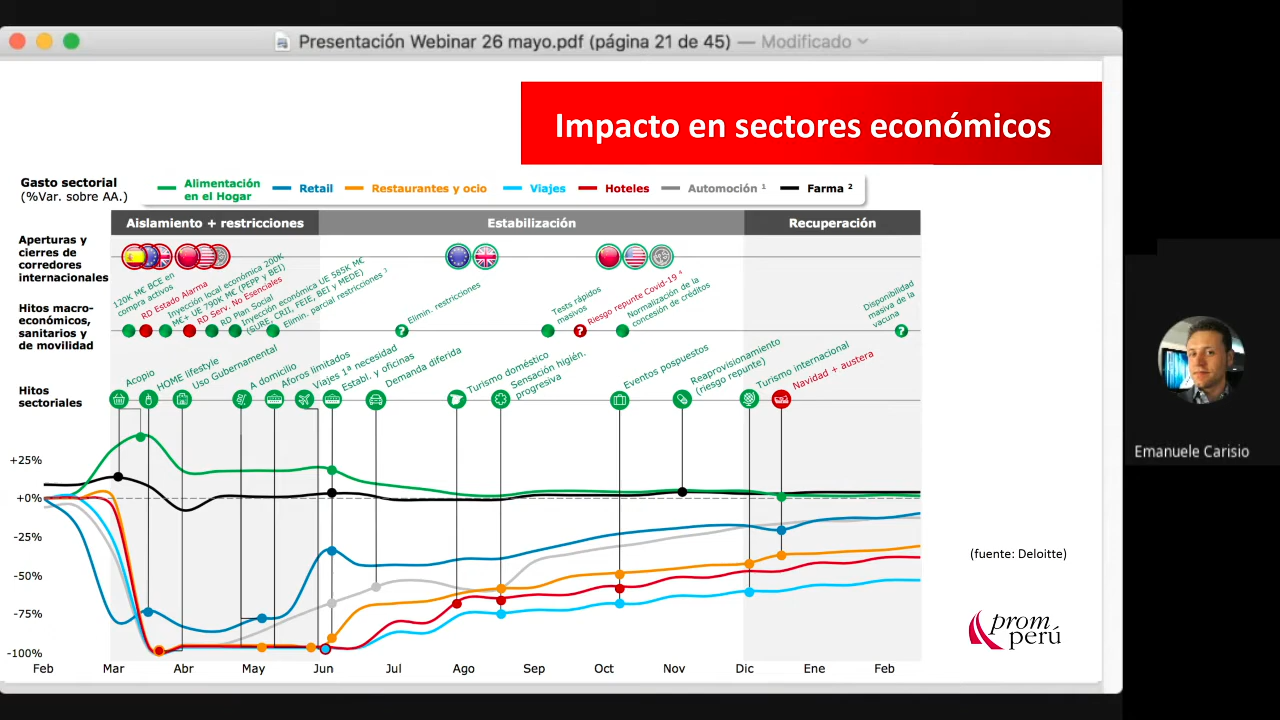 Presentación Webinar 26 mayo.pdf (página 21 de 45) — Modificado
Impacto en sectores económicos
Gasto sectorial
(%Var. sobre AA.)
Alimentación
en el Hogar
Retail
Restaurantes y ocio
Viajes
Hoteles
Automoción ¹
Farma ²
Aislamiento + restricciones
Estabilización
Recuperación
Aperturas y
cierres de
corredores
internacionales
120K M€ BCE en
compra activos
RD Estado Alarma
Inyección local económica 200K
M€+ UE 790K M€ (PEPP y BEI)
RD Serv. No Esenciales
RD Plan Social
Inyección económica UE 585K M€
(SURE, CRII, FEIE, BEI y MEDE)
Elimin. parcial restricciones ³
Elimin. restricciones
Tests rápidos
masivos
Riesgo repunte Covid-19 ⁴
Normalización de la
concesión de créditos
Disponibilidad
masiva de la
vacuna
Hitos macro-
económicos,
sanitarios y
de movilidad
?
?
?
Hitos
sectoriales
Acopio
HOME lifestyle
Uso Gubernamental
A domicilio
Aforos limitados
Viajes 1ª necesidad
Establ. y oficinas
Demanda diferida
Turismo doméstico
Sensación higién.
progresiva
Eventos pospuestos
Reaprovisionamiento
(riesgo repunte)
Turismo internacional
Navidad + austera
+25%
+0%
-25%
-50%
-75%
-100%
Feb
Mar
Abr
May
Jun
Jul
Ago
Sep
Oct
Nov
Dic
Ene
Feb
(fuente: Deloitte)
prom
perú
Emanuele Carisio